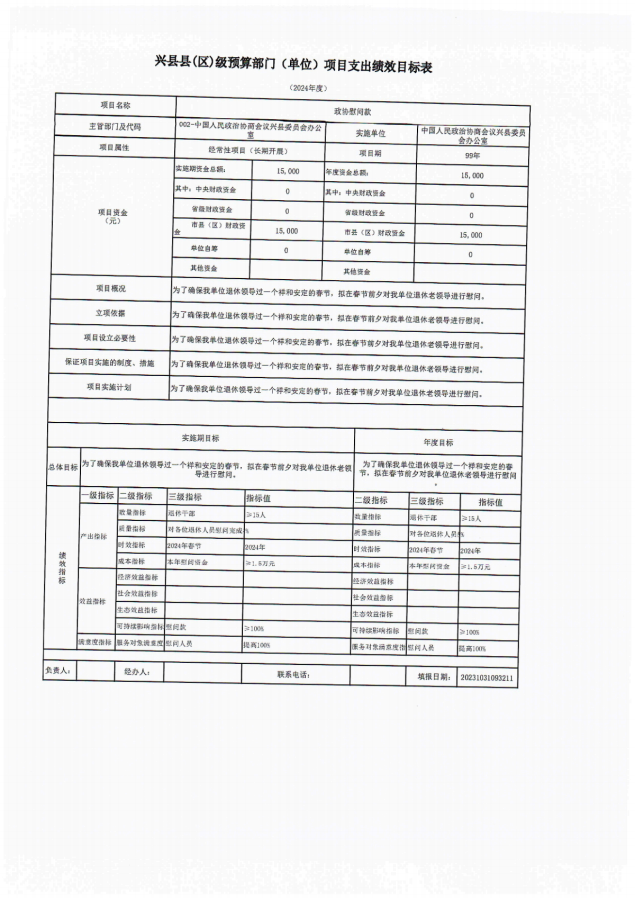 兴县县(区)级预算部门（单位）项目支出绩效目标表
（2024年度）
项目名称 政协慰问款
主管部门及代码 002-中国人民政治协商会议兴县委员会办公室 实施单位 中国人民政治协商会议兴县委员会办公室
项目属性 经常性项目（长期开展） 项目期 99年
项目资金（元） 实施期资金总额： 15,000 年度资金总额： 15,000
其中：中央财政资金 0 其中：中央财政资金 0
省级财政资金 0 省级财政资金 0
市县（区）财政资金 15,000 市县（区）财政资金 15,000
单位自筹 0 单位自筹 0
其他资金 其他资金
项目概况 为了确保我单位退休领导过一个祥和安定的春节，拟在春节前夕对我单位退休老领导进行慰问。
立项依据 为了确保我单位退休领导过一个祥和安定的春节，拟在春节前夕对我单位退休老领导进行慰问。
项目设立必要性 为了确保我单位退休领导过一个祥和安定的春节，拟在春节前夕对我单位退休老领导进行慰问。
保证项目实施的制度、措施 为了确保我单位退休领导过一个祥和安定的春节，拟在春节前夕对我单位退休老领导进行慰问。
项目实施计划 为了确保我单位退休领导过一个祥和安定的春节，拟在春节前夕对我单位退休老领导进行慰问。
实施期目标 年度目标
总体目标 为了确保我单位退休领导过一个祥和安定的春节，拟在春节前夕对我单位退休老领导进行慰问。 为了确保我单位退休领导过一个祥和安定的春节，拟在春节前夕对我单位退休老领导进行慰问。
绩效指标 一级指标 二级指标 三级指标 指标值 二级指标 三级指标 指标值
产出指标 数量指标 退休干部 ≥15人 数量指标 退休干部 ≥15人
质量指标 对各位退休人员慰问完成 % 质量指标 对各位退休人员 %
时效指标 2024年春节 2024年 时效指标 2024年春节 2024年
成本指标 本年慰问资金 ≥1.5万元 成本指标 本年慰问资金 ≥1.5万元
效益指标 经济效益指标 经济效益指标
社会效益指标 社会效益指标
生态效益指标 生态效益指标
可持续影响指标 慰问款 ≥100% 可持续影响指标 慰问款 ≥100%
满意度指标 服务对象满意度 慰问人员 提高100% 服务对象满意度指 慰问人员 提高100%
负责人： 经办人： 联系电话： 填报日期： 20231031093211